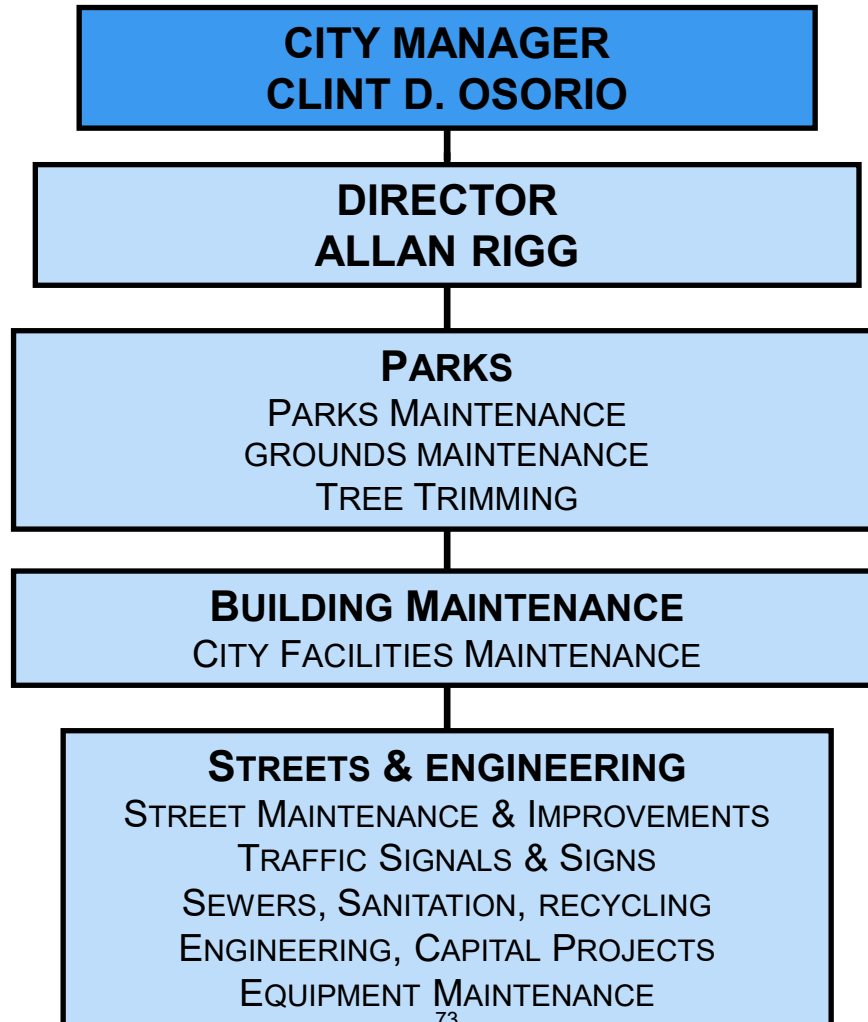 CITY MANAGER
CLINT D. OSORIO
DIRECTOR
ALLAN RIGG
PARKS
PARKS MAINTENANCE
GROUNDS MAINTENANCE
TREE TRIMMING
BUILDING MAINTENANCE
CITY FACILITIES MAINTENANCE
STREETS & ENGINEERING
STREET MAINTENANCE & IMPROVEMENTS
TRAFFIC SIGNALS & SIGNS
SEWERS, SANITATION, RECYCLING
ENGINEERING, CAPITAL PROJECTS
EQUIPMENT MAINTENANCE
73